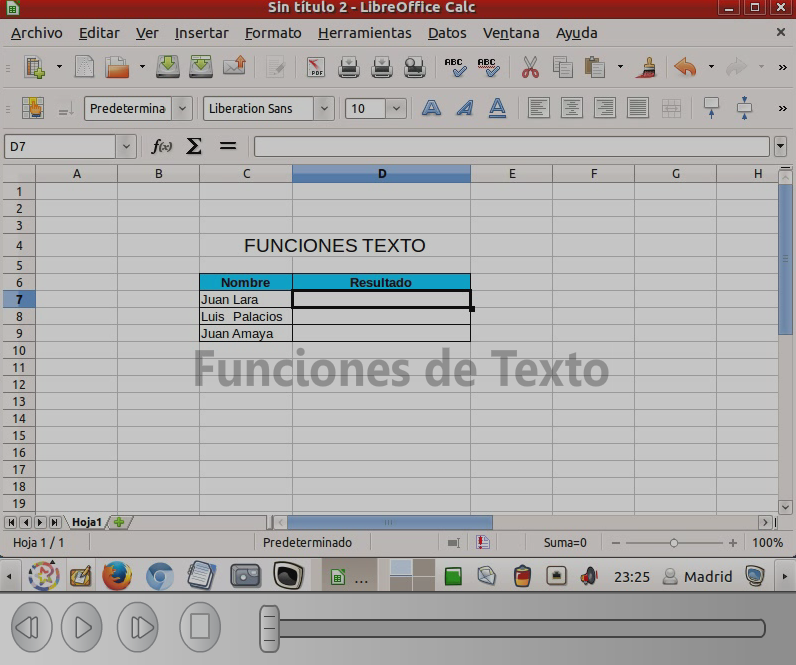 Sin título 2 - LibreOffice Calc
Archivo Editar Ver Insertar Formato Herramientas Datos Ventana Ayuda
PDF ABC ABC
Predetermina Liberation Sans 10
D7 f(x) Σ =
A B C D E F G H
1
2
3
4 FUNCIONES TEXTO
5
6 Nombre Resultado
7 Juan Lara
8 Luis Palacios
9 Juan Amaya
10
11 Funciones de Texto
12
13
14
15
16
17
18
19
Hoja1
Hoja 1 / 1 Predeterminado Suma=0 100%
... 23:25 Madrid